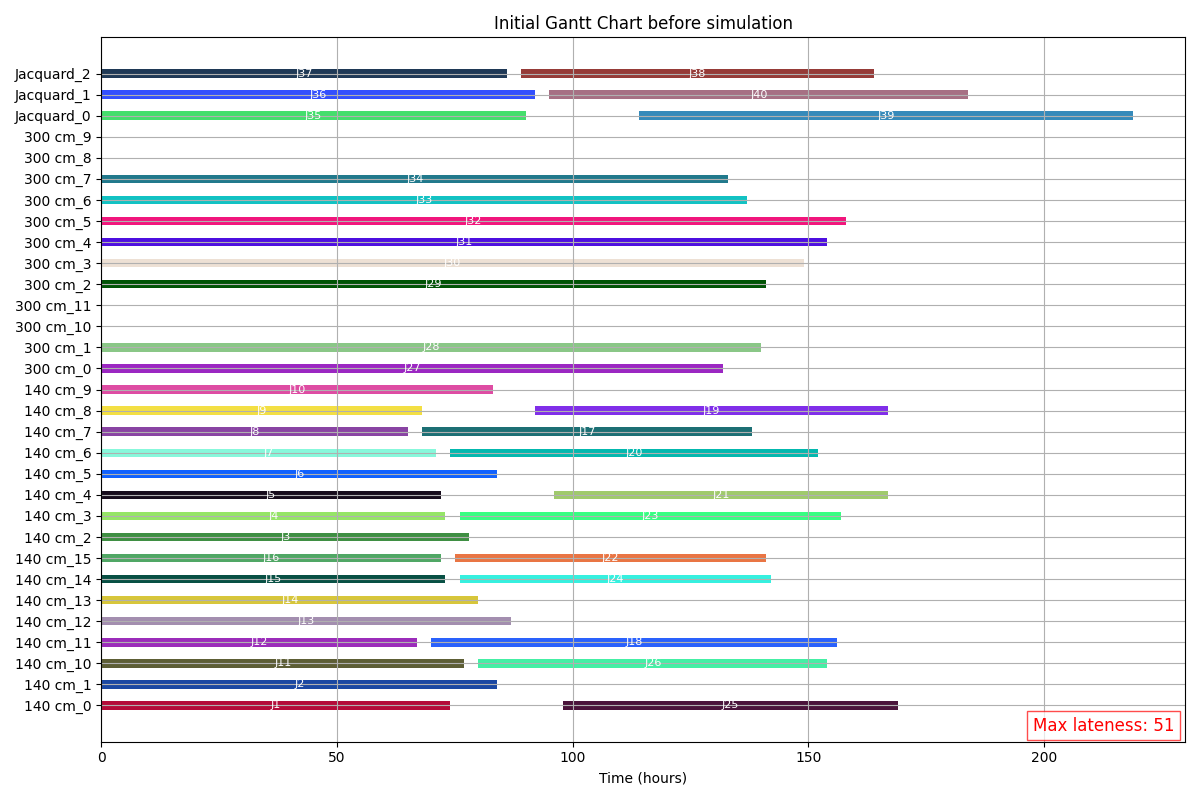 Initial Gantt Chart before simulation
Jacquard_2 J37 J38
Jacquard_1 J36 J40
Jacquard_0 J35 J39
300 cm_9
300 cm_8
300 cm_7 J34
300 cm_6 J33
300 cm_5 J32
300 cm_4 J31
300 cm_3 J30
300 cm_2 J29
300 cm_11
300 cm_10
300 cm_1 J28
300 cm_0 J27
140 cm_9 J10
140 cm_8 J9 J19
140 cm_7 J8 J17
140 cm_6 J7 J20
140 cm_5 J6
140 cm_4 J5 J21
140 cm_3 J4 J23
140 cm_2 J3
140 cm_15 J16 J22
140 cm_14 J15 J24
140 cm_13 J14
140 cm_12 J13
140 cm_11 J12 J18
140 cm_10 J11 J26
140 cm_1 J2
140 cm_0 J1 J25
Max lateness: 51
0 50 100 150 200
Time (hours)